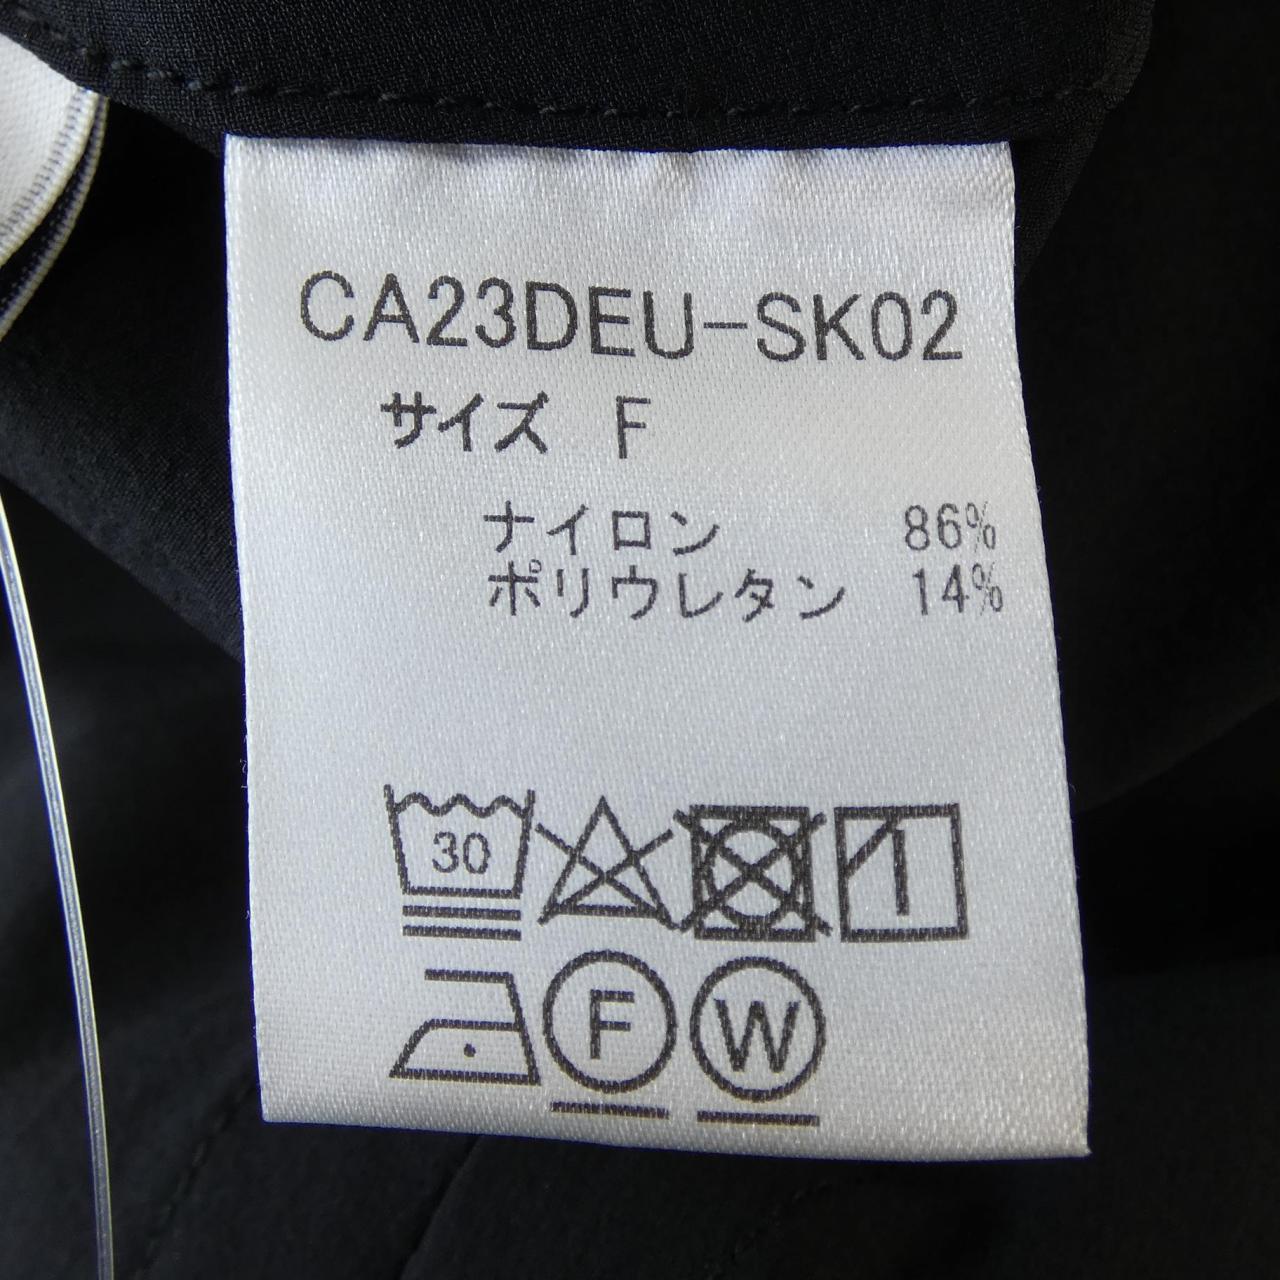 CA23DEU-SK02
サイズ F
ナイロン 86%
ポリウレタン 14%
30
F W